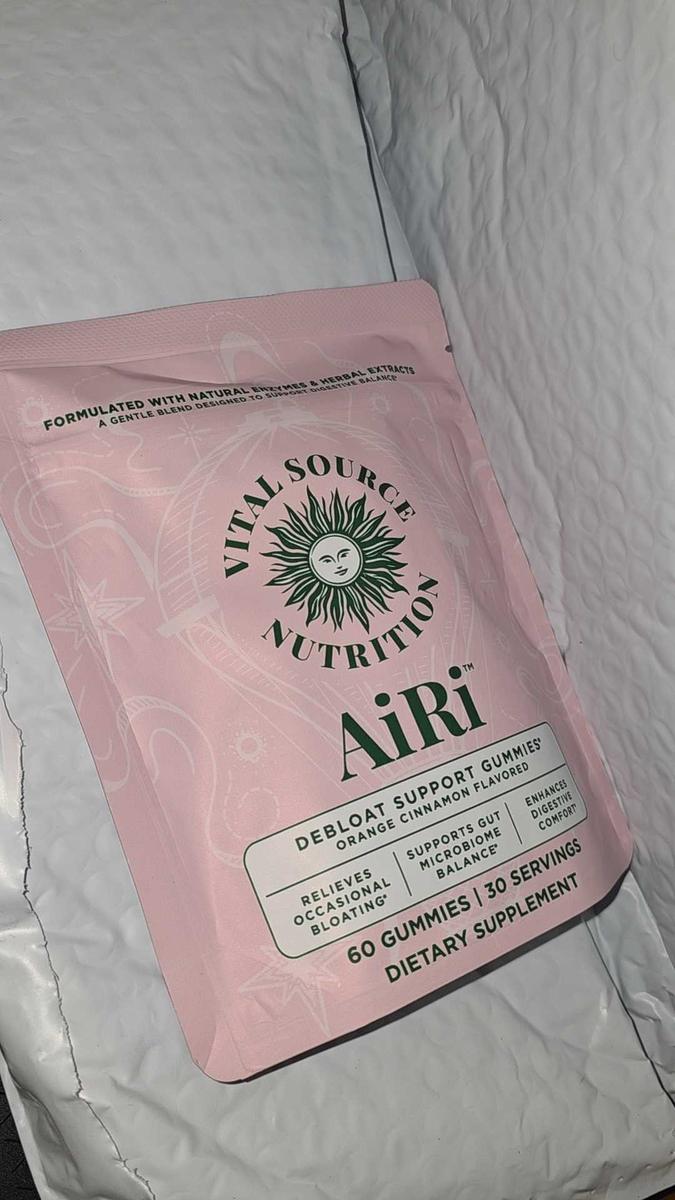 FORMULATED WITH NATURAL ENZYMES & HERBAL EXTRACTS
A GENTLE BLEND DESIGNED TO SUPPORT DIGESTIVE BALANCE*
VITAL SOURCE
NUTRITION
AiRi™
DEBLOAT SUPPORT GUMMIES*
ORANGE CINNAMON FLAVORED
RELIEVES
OCCASIONAL
BLOATING*
SUPPORTS GUT
MICROBIOME
BALANCE*
ENHANCES
DIGESTIVE
COMFORT*
60 GUMMIES | 30 SERVINGS
DIETARY SUPPLEMENT